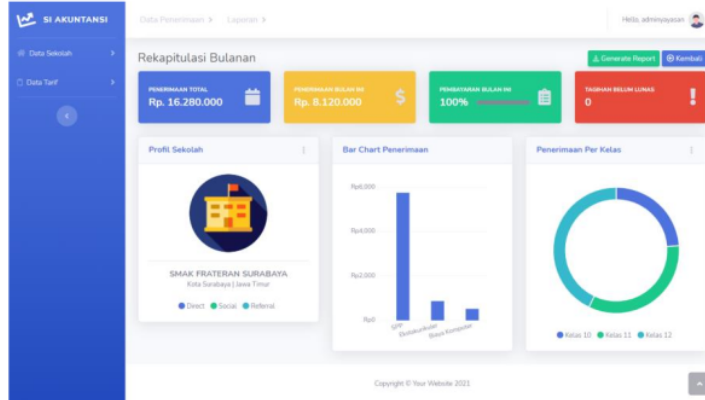 SI AKUNTANSI
Data Penerimaan > Laporan >
Hello, adminyayasan
Data Sekolah >
Data Tarif >
Rekapitulasi Bulanan
Generate Report
Kembali
PENERIMAAN TOTAL
Rp. 16.280.000
PENERIMAAN BULAN INI
Rp. 8.120.000
PEMBAYARAN BULAN INI
100%
TAGIHAN BELUM LUNAS
0
Profil Sekolah
SMAK FRATERAN SURABAYA
Kota Surabaya | Jawa Timur
Direct Social Referral
Bar Chart Penerimaan
Rp6.000
Rp4.000
Rp2.000
Rp0
SPP
Ekstrakurikuler
Biaya Komputer
Penerimaan Per Kelas
Kelas 10 Kelas 11 Kelas 12
Copyright © Your Website 2021